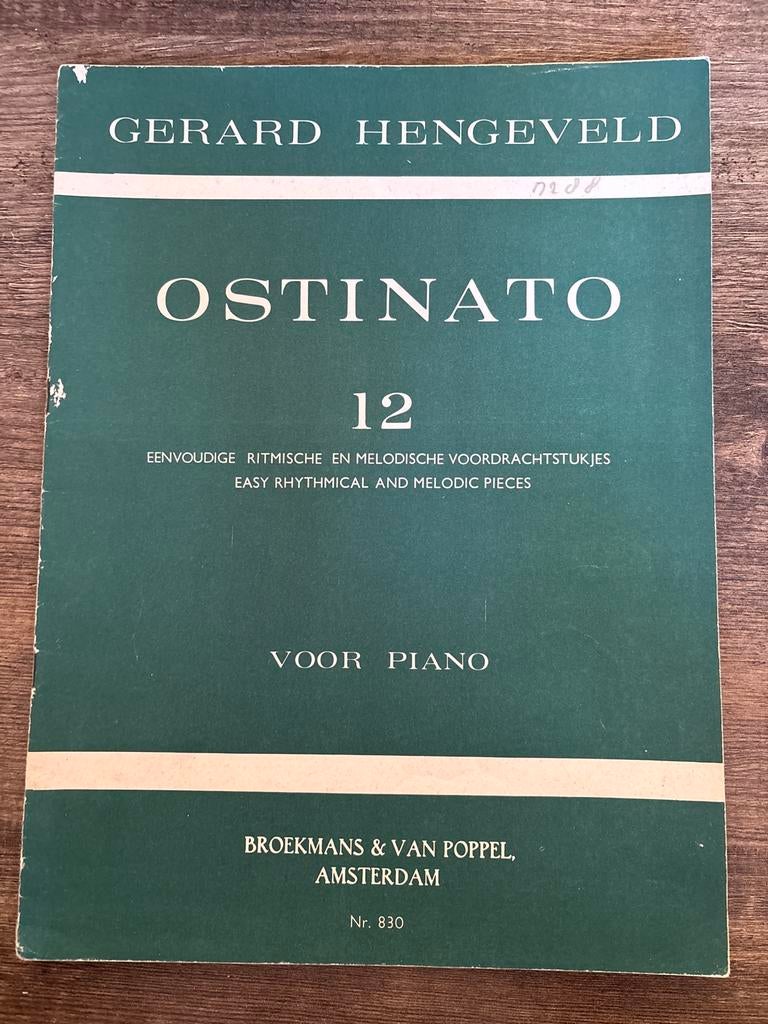 GERARD HENGEVELD
OSTINATO
12
EENVOUDIGE RITMISCHE EN MELODISCHE VOORDRACHTSTUKJES
EASY RHYTHMICAL AND MELODIC PIECES
VOOR PIANO
BROEKMANS & VAN POPPEL,
AMSTERDAM
Nr. 830